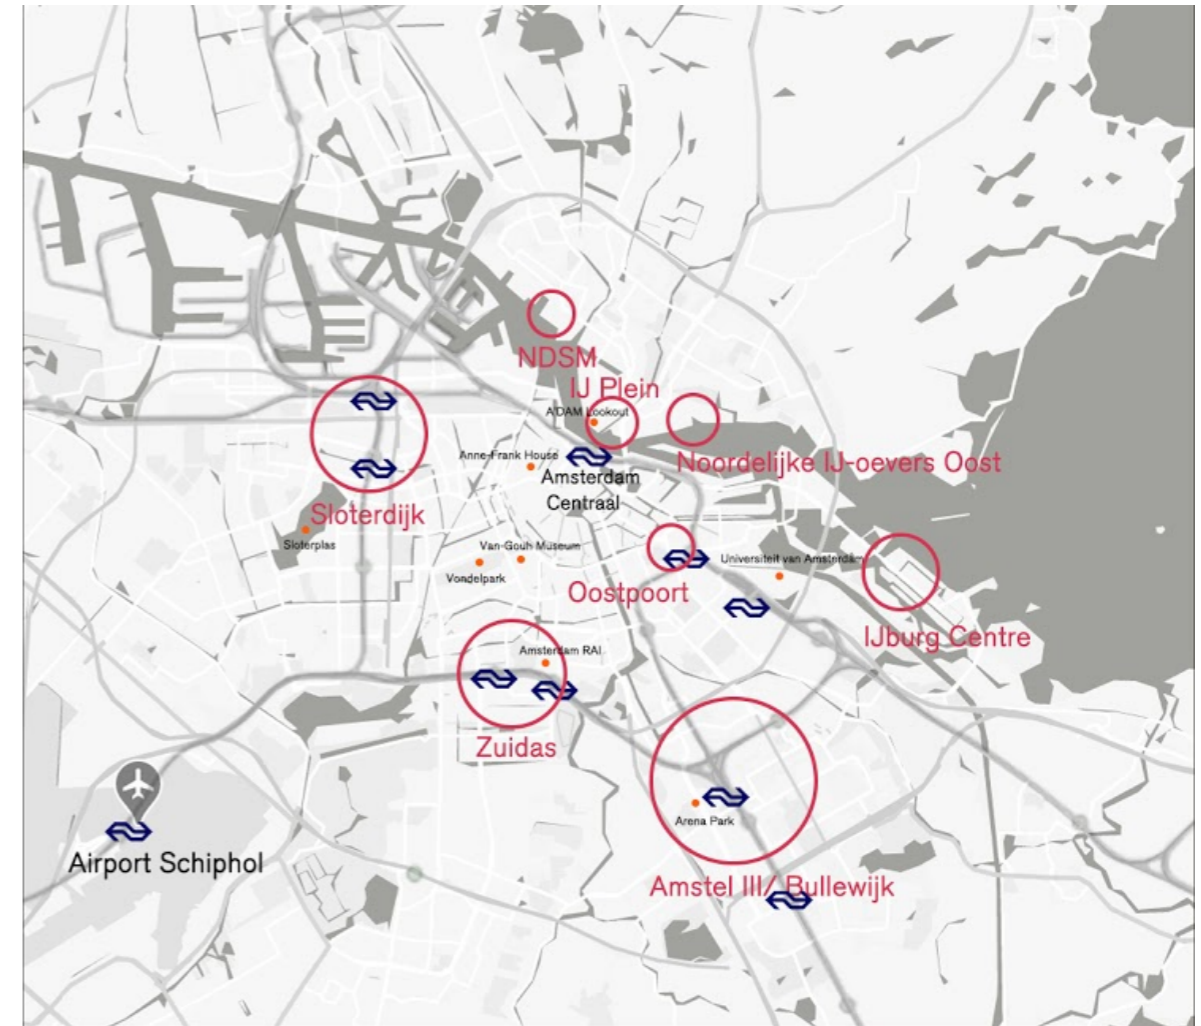 NDSM
IJ Plein
A'DAM Lookout
Anne-Frank House
Noordelijke IJ-oevers Oost
Amsterdam
Centraal
Sloterdijk
Sloterplas
Van-Gouh Museum
Vondelpark
Universiteit van Amsterdam
Oostpoort
IJburg Centre
Amsterdam RAI
Zuidas
Arena Park
Airport Schiphol
Amstel III/ Bullewijk